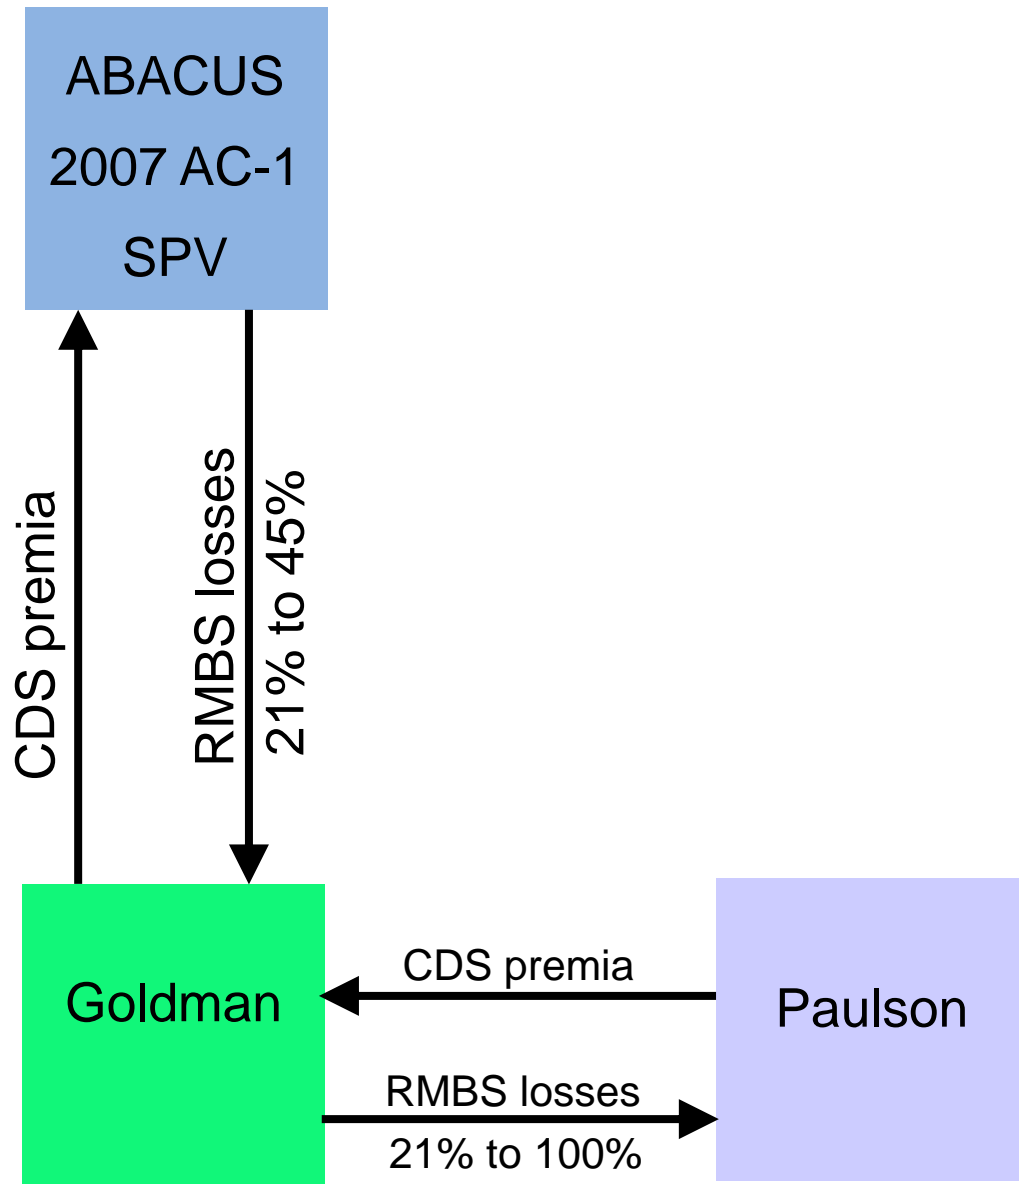 ABACUS
2007 AC-1
SPV
CDS premia
RMBS losses
21% to 45%
Goldman
CDS premia
RMBS losses
21% to 100%
Paulson